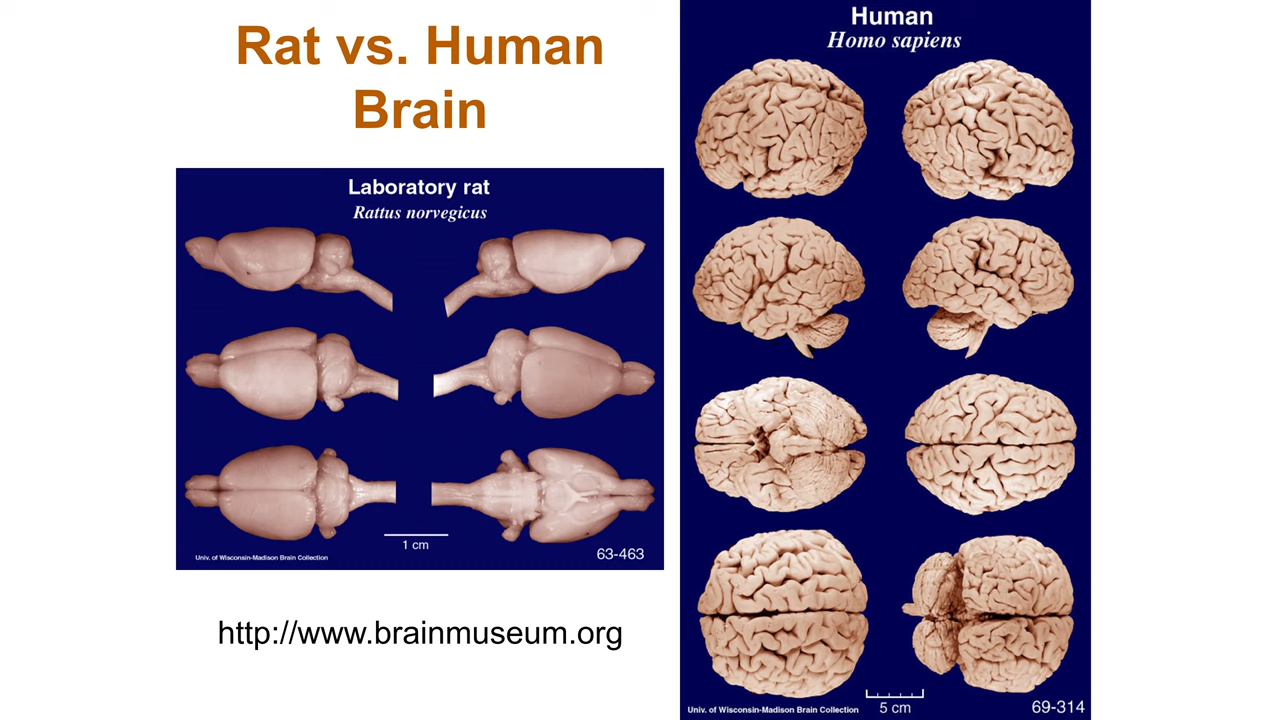 Rat vs. Human
Brain
Laboratory rat
Rattus norvegicus
1 cm
Univ. of Wisconsin-Madison Brain Collection
63-463
http://www.brainmuseum.org
Human
Homo sapiens
5 cm
Univ. of Wisconsin-Madison Brain Collection
69-314